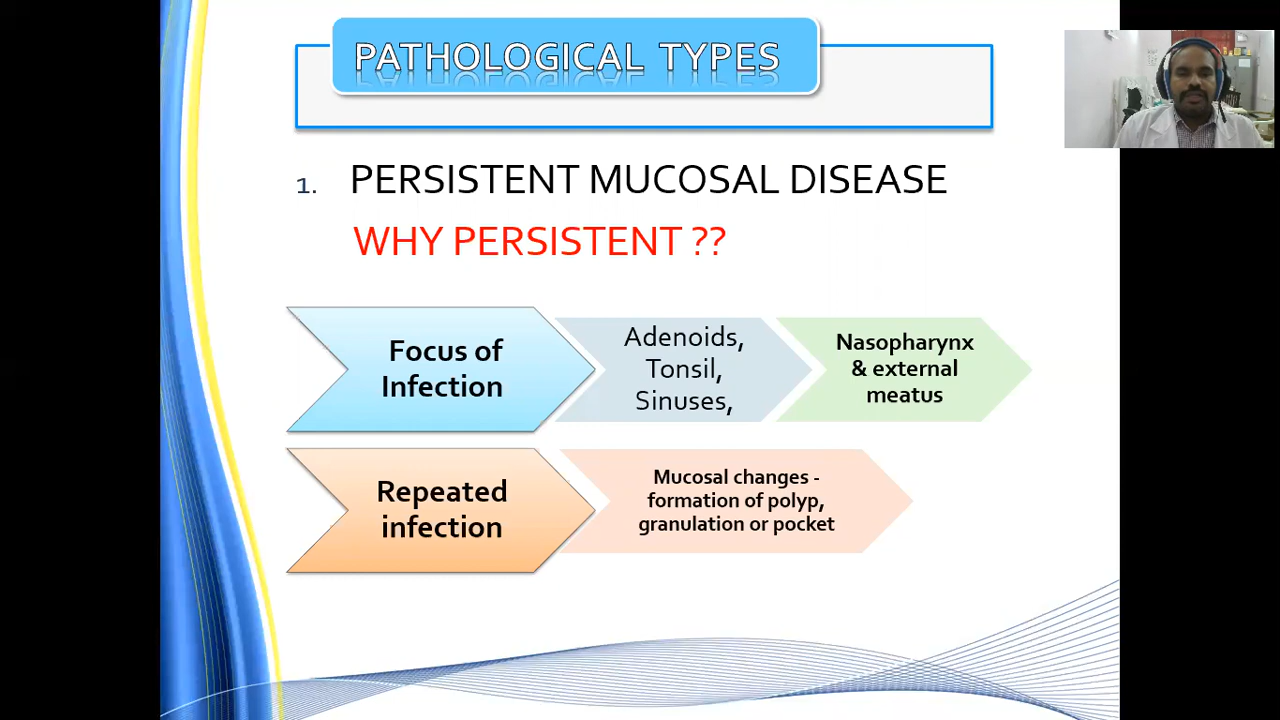 PATHOLOGICAL TYPES
1. PERSISTENT MUCOSAL DISEASE
WHY PERSISTENT ??
Focus of
Infection
Adenoids,
Tonsil,
Sinuses,
Nasopharynx
& external
meatus
Repeated
infection
Mucosal changes -
formation of polyp,
granulation or pocket